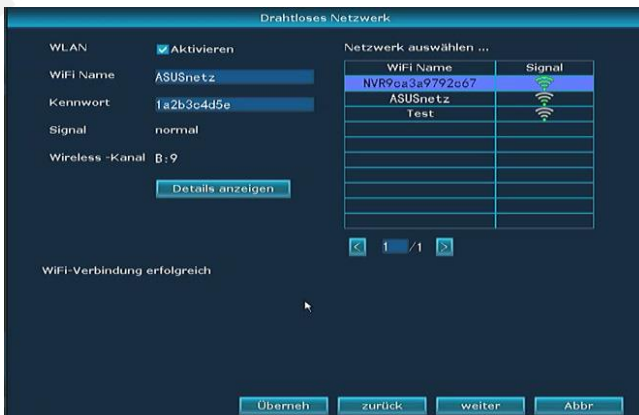 Drahtloses Netzwerk
WLAN Aktivieren
WiFi Name ASUSnetz
Kennwort 1a2b3c4d5e
Signal normal
Wireless -Kanal B:9
Details anzeigen
WiFi-Verbindung erfolgreich
Netzwerk auswählen ...
WiFi Name Signal
NVR9ca3a9792c67
ASUSnetz
Test
< 1 /1 >
Überneh zurück weiter Abbr